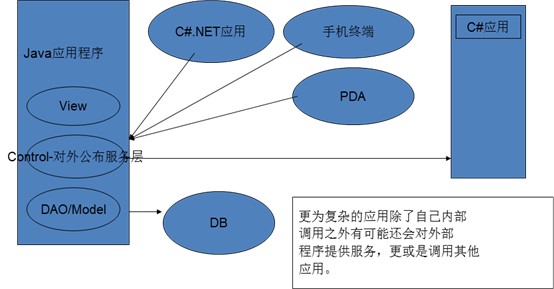 Java应用程序
View
Control-对外公布服务层
DAO/Model
C#.NET应用
手机终端
PDA
DB
C#应用
更为复杂的应用除了自己内部
调用之外有可能还会对外部
程序提供服务，更或是调用其他
应用。